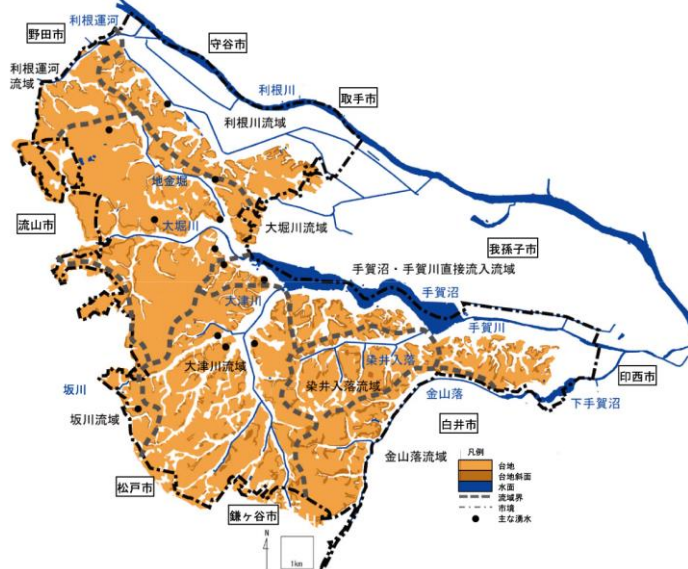 利根運河
野田市
守谷市
利根運河
流域
利根川
取手市
利根川流域
地金堀
流山市
大堀川
大堀川流域
我孫子市
手賀沼・手賀川直接流入流域
大津川
手賀沼
手賀川
染井入落
大津川流域
染井入落流域
印西市
坂川
金山落
下手賀沼
坂川流域
白井市
金山落流域
松戸市
鎌ヶ谷市
凡例
台地
台地斜面
水面
流域界
市境
主な湧水
N
1km